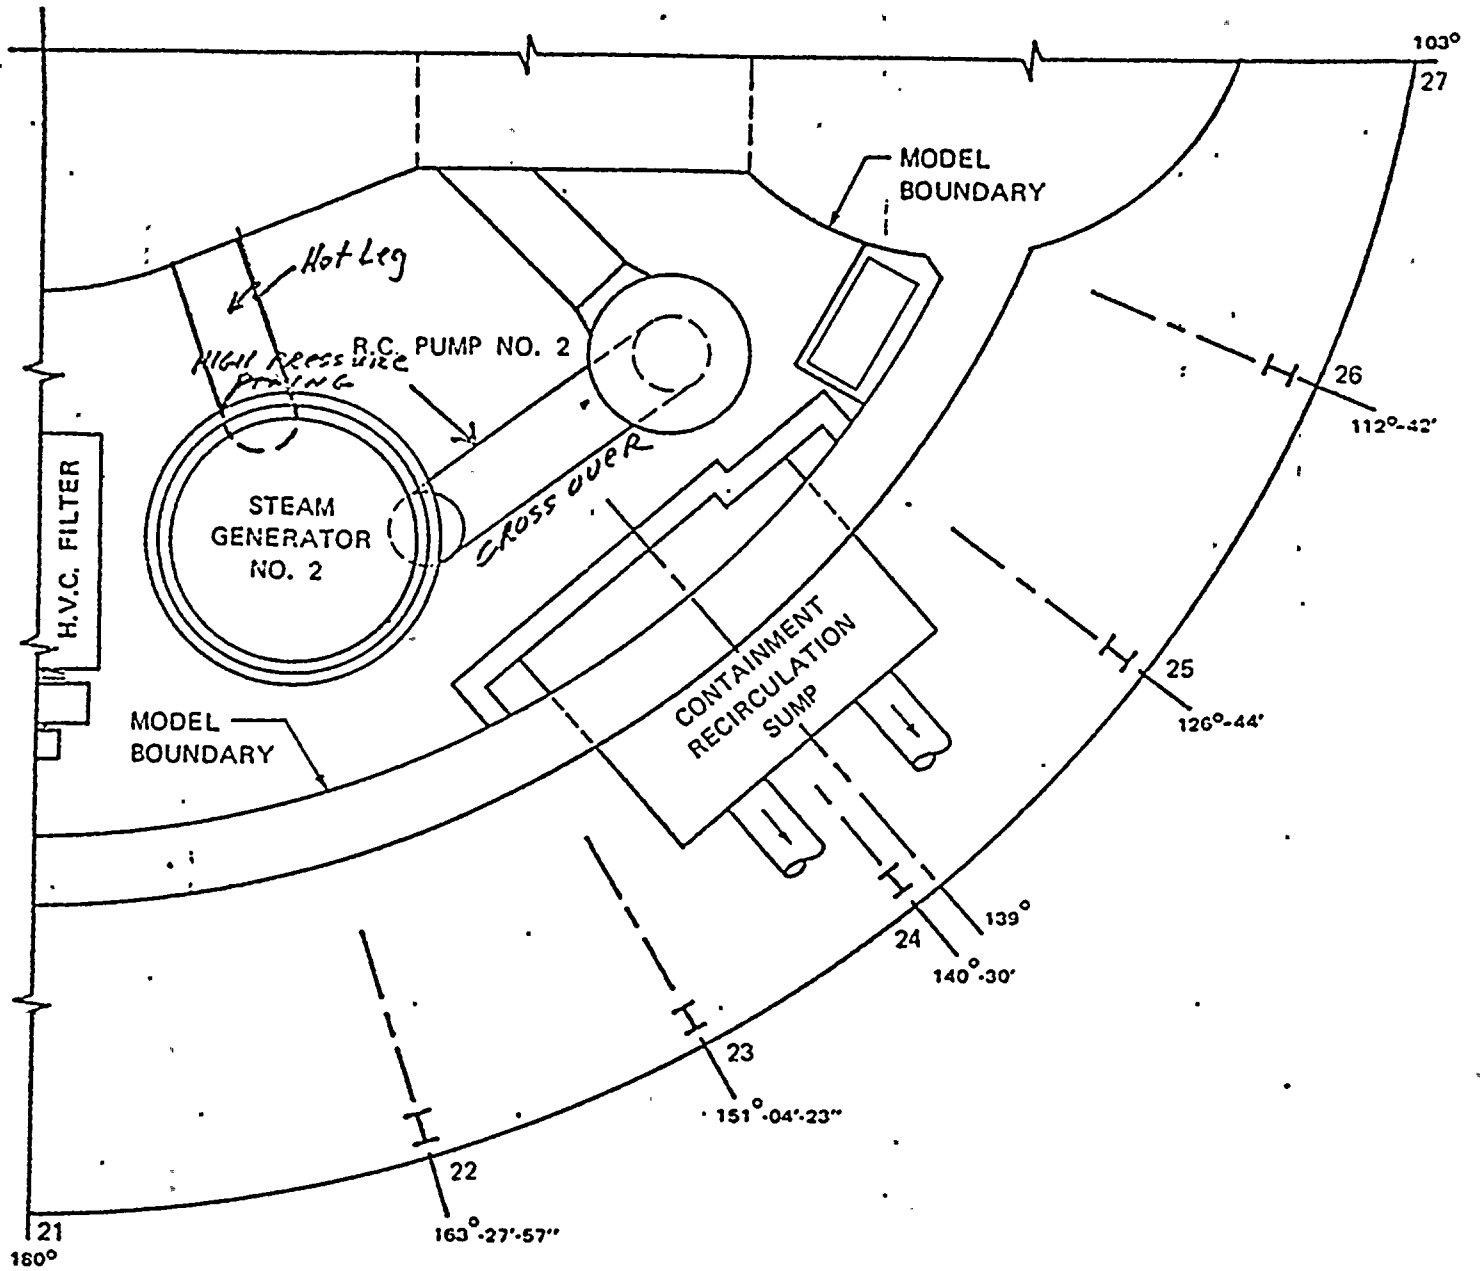 103°
27
MODEL
BOUNDARY
Hot Leg
R.C. PUMP NO. 2
HIGH PRESSURE
PIPING
26
112°-42'
CROSS OVER
STEAM
GENERATOR
NO. 2
H.V.C. FILTER
CONTAINMENT
RECIRCULATION
SUMP
25
126°-44'
MODEL
BOUNDARY
139°
24
140°-30'
23
151°-04'-23"
22
163°-27'-57"
21
180°